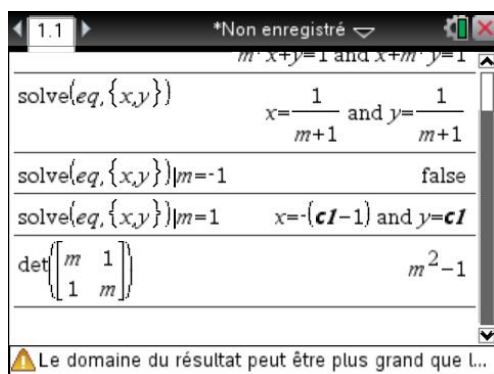 1.1 *Non enregistré
m·x+y=1 and x+m·y=1
solve(eq,{x,y})
x=1/(m+1) and y=1/(m+1)
solve(eq,{x,y})|m=-1 false
solve(eq,{x,y})|m=1 x=-(c1-1) and y=c1
det([m 1
1 m]) m²-1
Le domaine du résultat peut être plus grand que l...